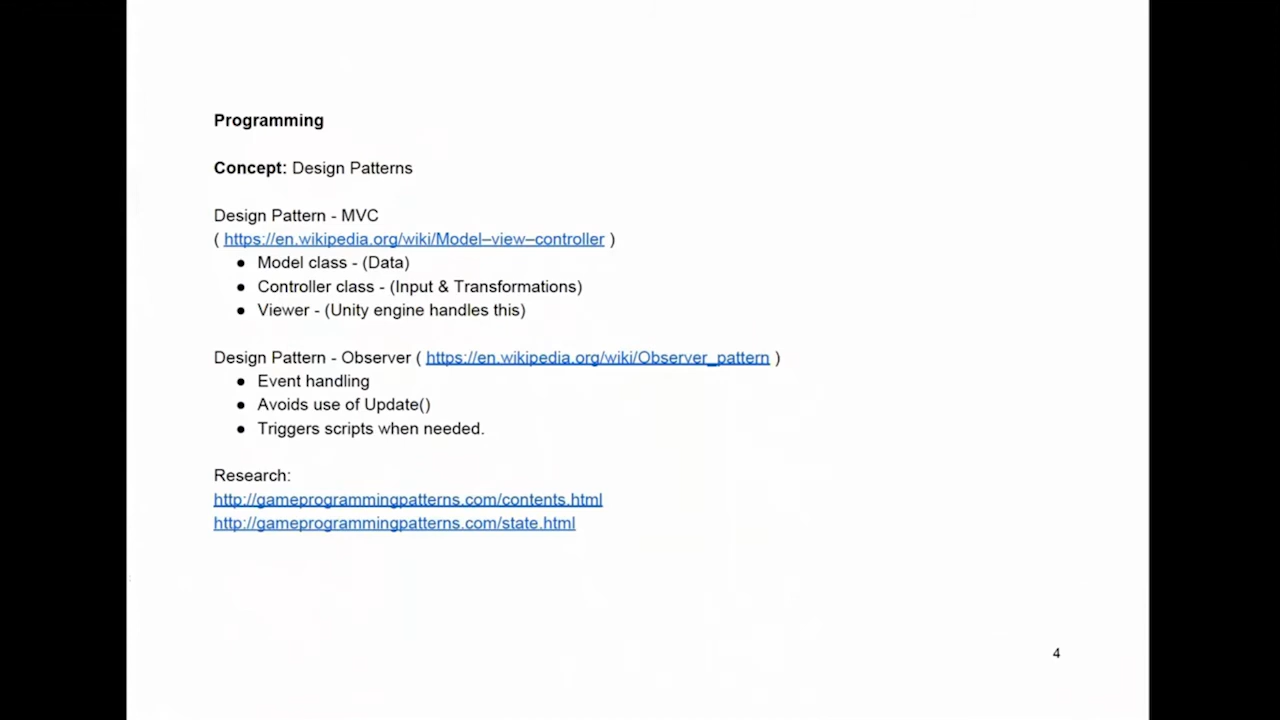 Programming
Concept: Design Patterns
Design Pattern - MVC
( https://en.wikipedia.org/wiki/Model–view–controller )
● Model class - (Data)
● Controller class - (Input & Transformations)
● Viewer - (Unity engine handles this)
Design Pattern - Observer ( https://en.wikipedia.org/wiki/Observer_pattern )
● Event handling
● Avoids use of Update()
● Triggers scripts when needed.
Research:
http://gameprogrammingpatterns.com/contents.html
http://gameprogrammingpatterns.com/state.html
4